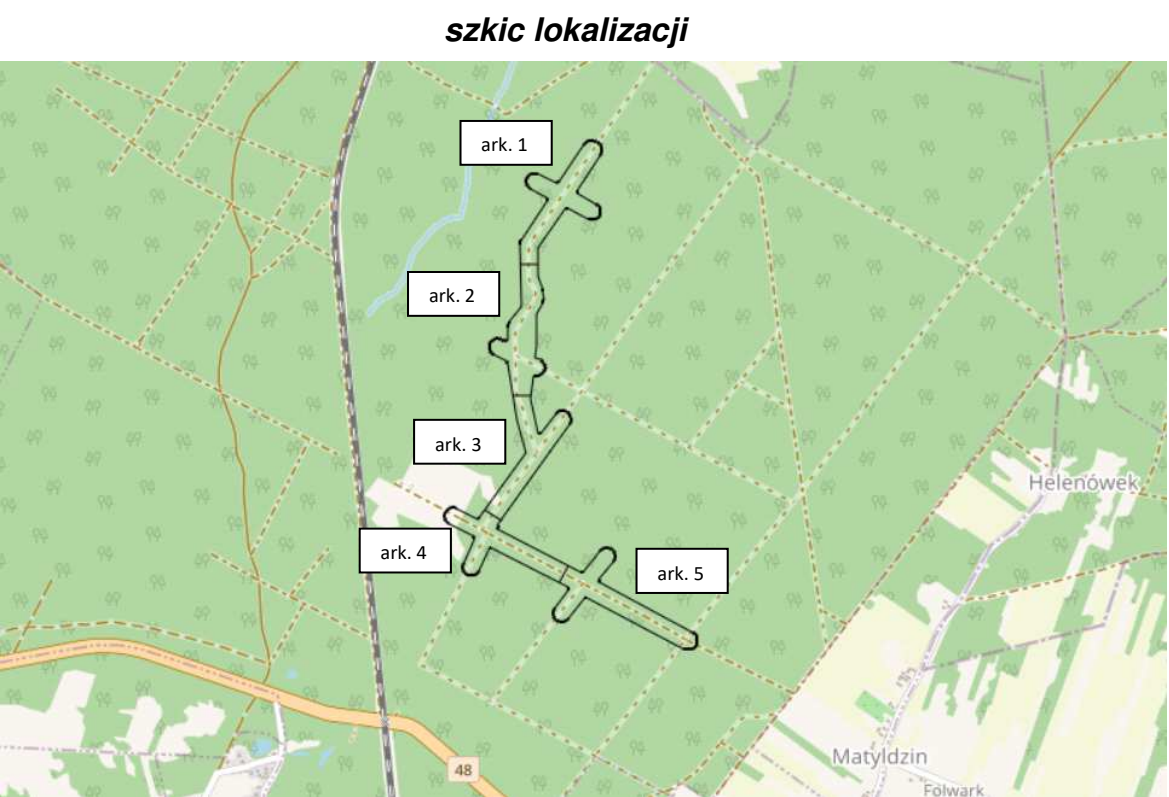 szkic lokalizacji
ark. 1
ark. 2
ark. 3
Helenówek
ark. 4
ark. 5
Matyldzin
48
Folwark